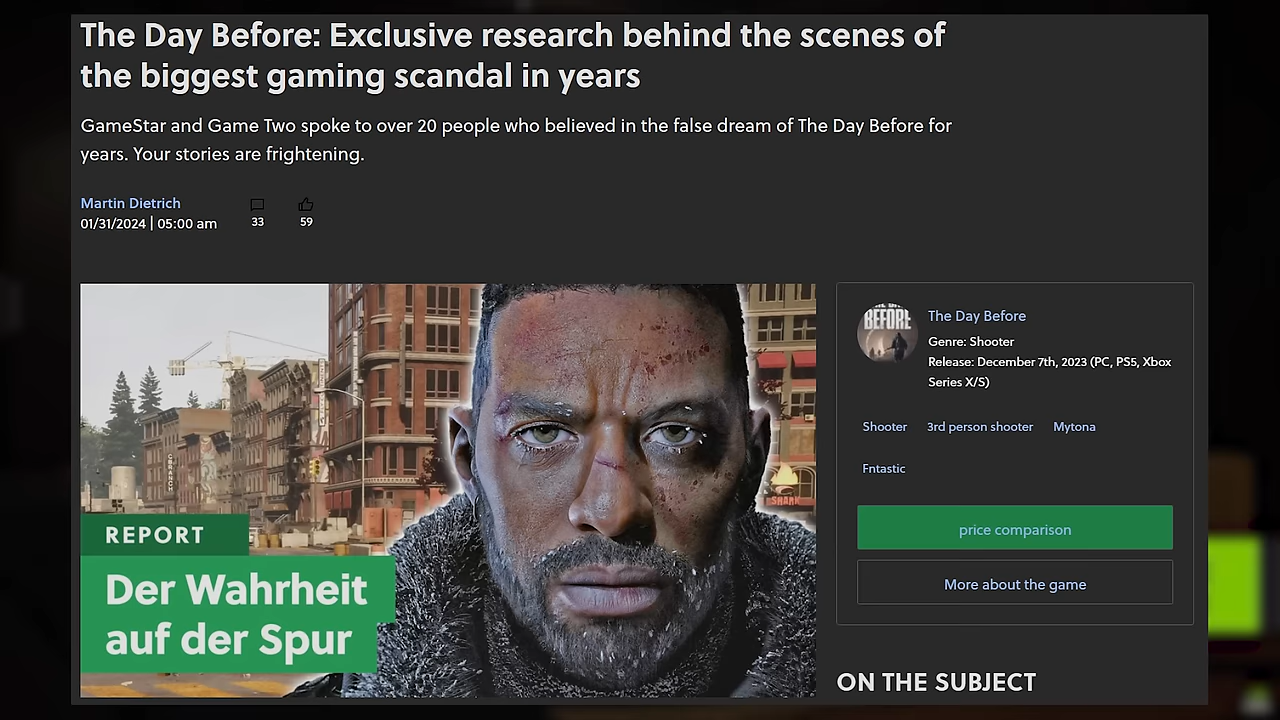 The Day Before: Exclusive research behind the scenes of
the biggest gaming scandal in years
GameStar and Game Two spoke to over 20 people who believed in the false dream of The Day Before for
years. Your stories are frightening.
Martin Dietrich
01/31/2024 | 05:00 am
33
59
CBRANCH
SHARK
REPORT
Der Wahrheit
auf der Spur
BEFORE
The Day Before
Genre: Shooter
Release: December 7th, 2023 (PC, PS5, Xbox
Series X/S)
Shooter
3rd person shooter
Mytona
Fntastic
price comparison
More about the game
ON THE SUBJECT